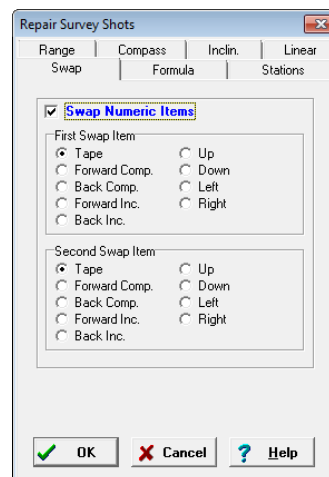 Repair Survey Shots
Range Compass Inclin. Linear
Swap Formula Stations
Swap Numeric Items
First Swap Item
Tape Up
Forward Comp. Down
Back Comp. Left
Forward Inc. Right
Back Inc.
Second Swap Item
Tape Up
Forward Comp. Down
Back Comp. Left
Forward Inc. Right
Back Inc.
OK Cancel Help